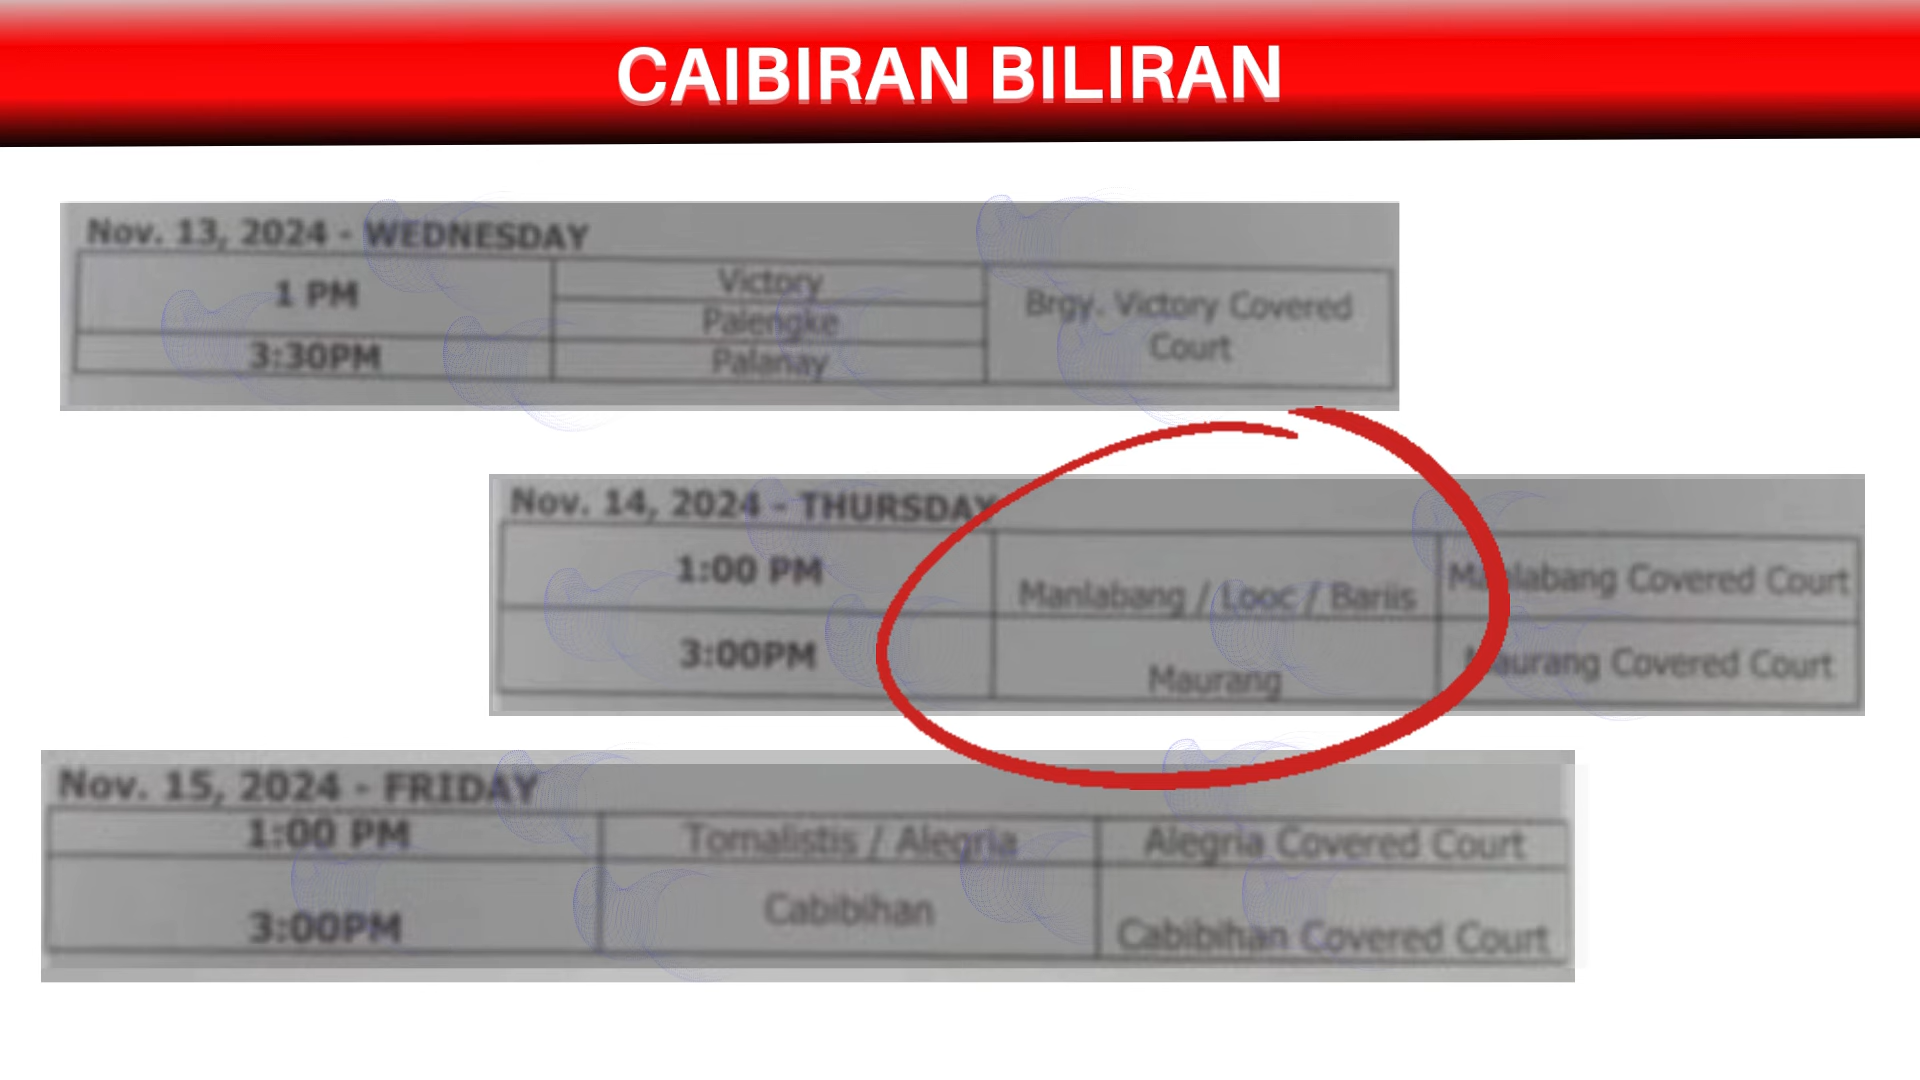 CAIBIRAN BILIRAN
Nov. 13, 2024 - WEDNESDAY
1 PM
Victory
Palengke
Brgy. Victory Covered
Court
3:30PM
Palanay
Nov. 14, 2024 - THURSDAY
1:00 PM
Manlabang / Looc / Bariis
Manlabang Covered Court
3:00PM
Maurang
Maurang Covered Court
Nov. 15, 2024 - FRIDAY
1:00 PM
Tomalistis / Alegria
Alegria Covered Court
3:00PM
Cabibihan
Cabibihan Covered Court